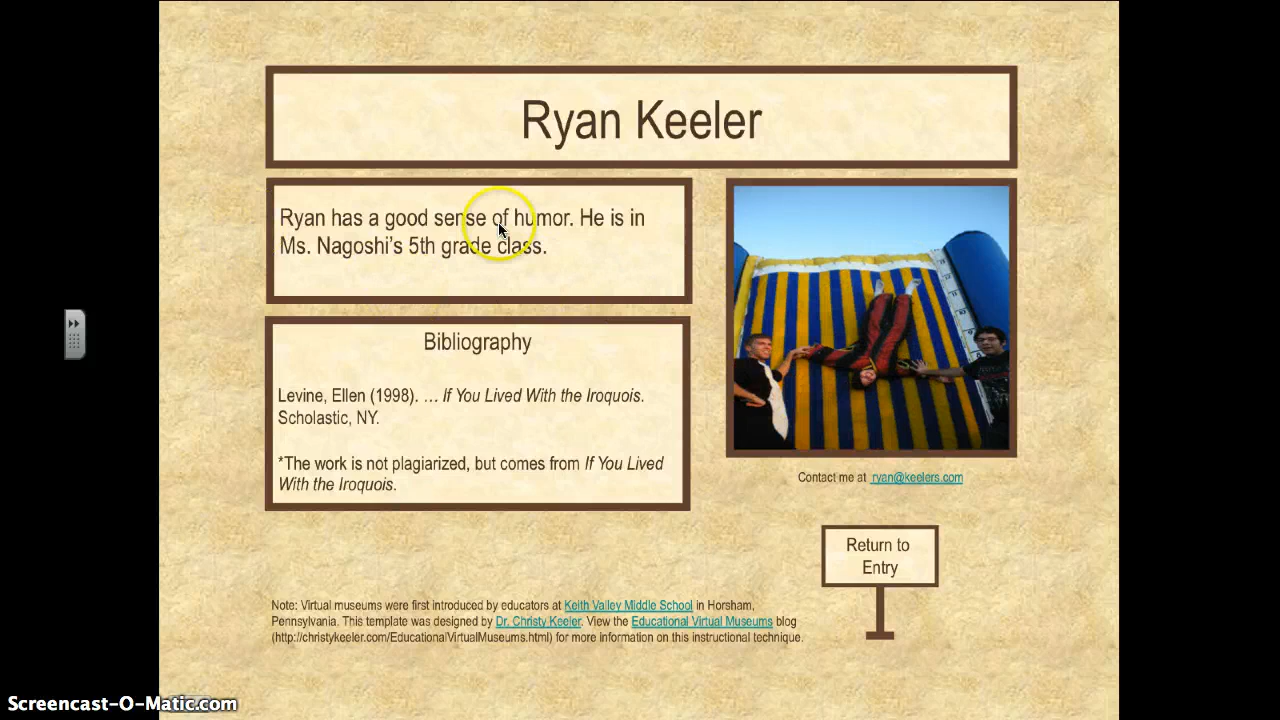 Ryan Keeler
Ryan has a good sense of humor. He is in
Ms. Nagoshi's 5th grade class.
Bibliography
Levine, Ellen (1998). … If You Lived With the Iroquois.
Scholastic, NY.
*The work is not plagiarized, but comes from If You Lived
With the Iroquois.
Contact me at ryan@keelers.com
Return to
Entry
Note: Virtual museums were first introduced by educators at Keith Valley Middle School in Horsham,
Pennsylvania. This template was designed by Dr. Christy Keeler. View the Educational Virtual Museums blog
(http://christykeeler.com/EducationalVirtualMuseums.html) for more information on this instructional technique.
Screencast-O-Matic.com